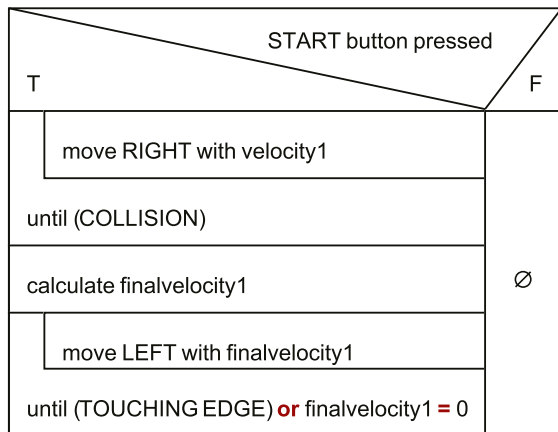 START button pressed
T
F
move RIGHT with velocity1
until (COLLISION)
calculate finalvelocity1
∅
move LEFT with finalvelocity1
until (TOUCHING EDGE) or finalvelocity1 = 0